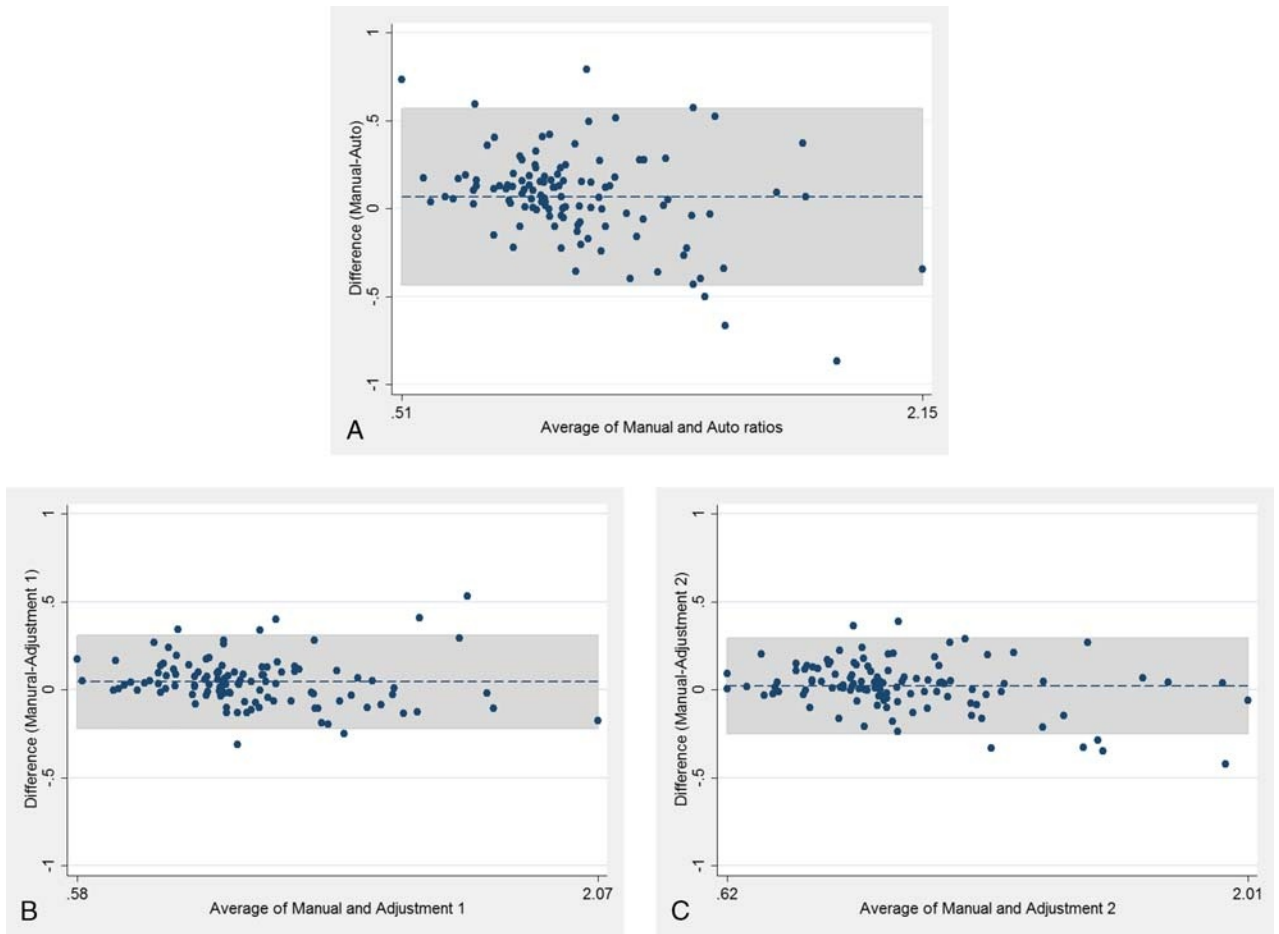 Difference (Manual-Auto)
1
.5
0
-.5
-1
.51
2.15
Average of Manual and Auto ratios
A
Difference (Manural-Adjustment 1)
1
.5
0
-.5
-1
.58
2.07
Average of Manual and Adjustment 1
B
Difference (Manual-Adjustment 2)
1
.5
0
-.5
-1
.62
2.01
Average of Manual and Adjustment 2
C